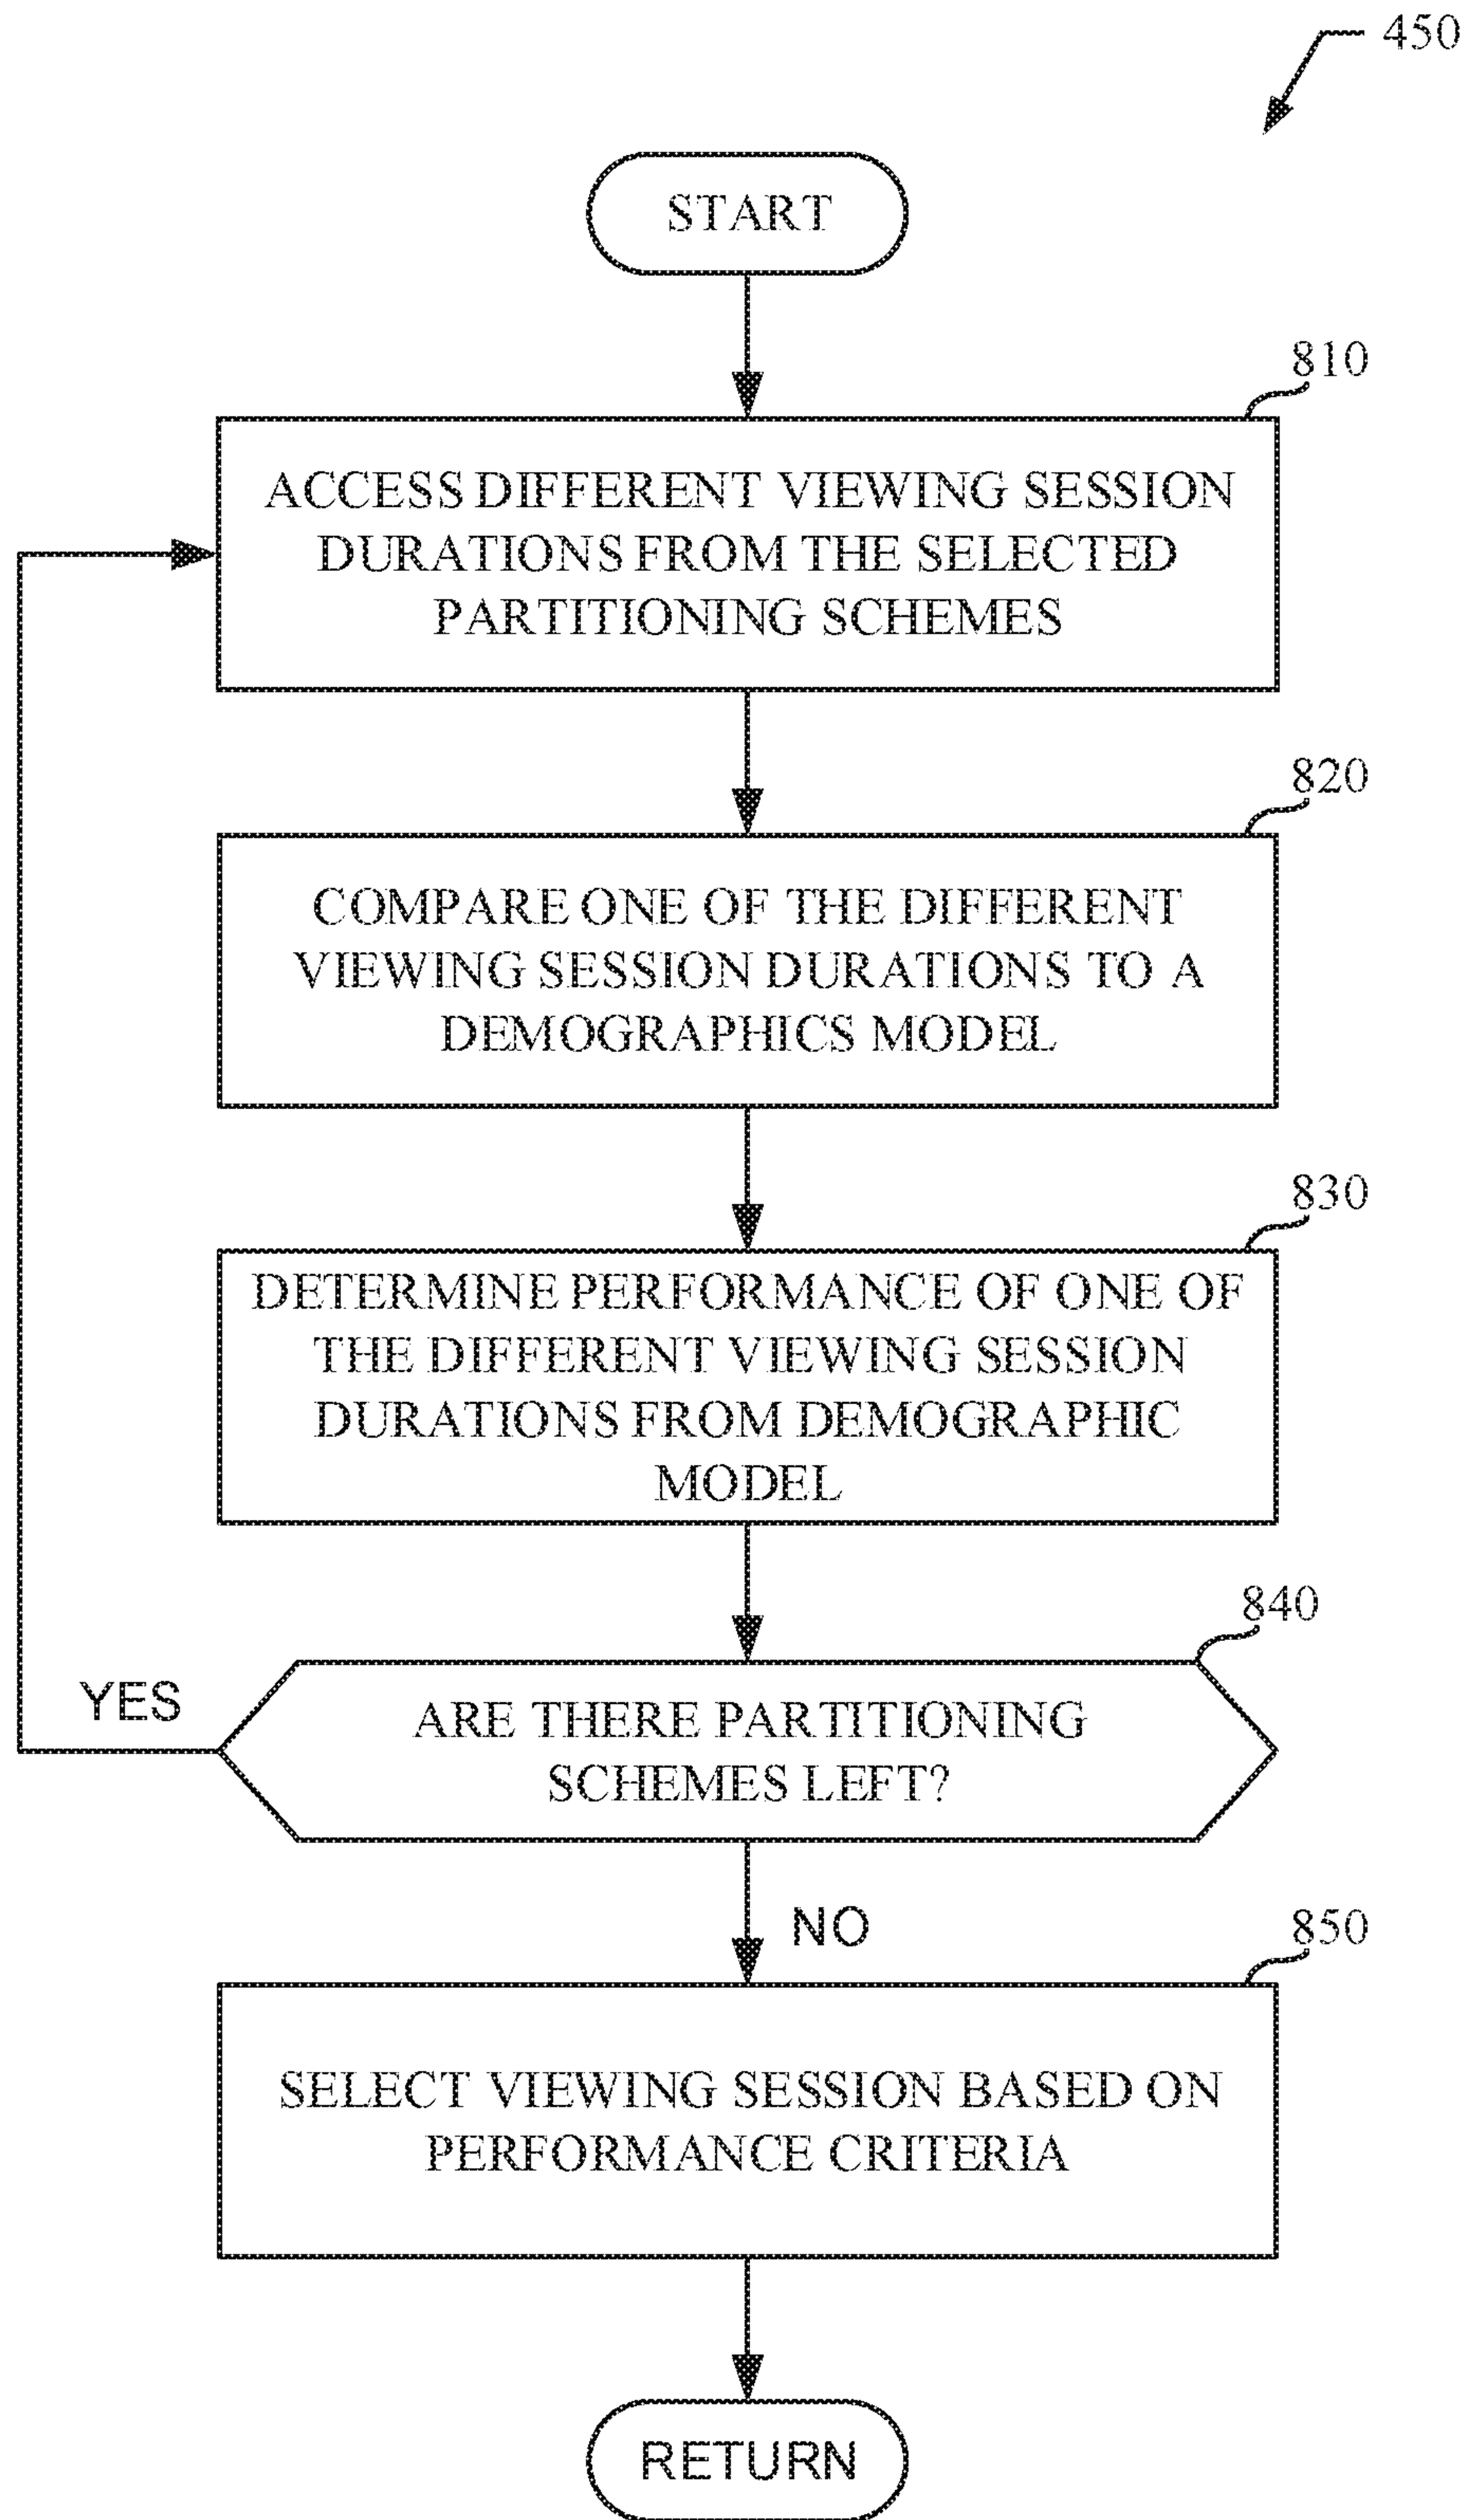 450
START
810
ACCESS DIFFERENT VIEWING SESSION
DURATIONS FROM THE SELECTED
PARTITIONING SCHEMES
820
COMPARE ONE OF THE DIFFERENT
VIEWING SESSION DURATIONS TO A
DEMOGRAPHICS MODEL
830
DETERMINE PERFORMANCE OF ONE OF
THE DIFFERENT VIEWING SESSION
DURATIONS FROM DEMOGRAPHIC
MODEL
840
YES
ARE THERE PARTITIONING
SCHEMES LEFT?
NO
850
SELECT VIEWING SESSION BASED ON
PERFORMANCE CRITERIA
RETURN